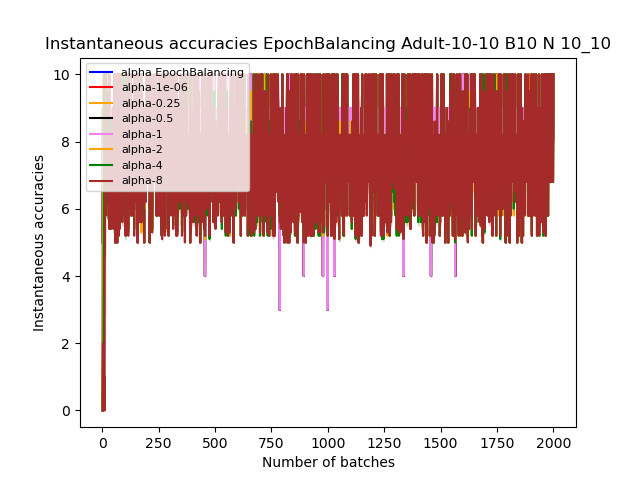 Instantaneous accuracies EpochBalancing Adult-10-10 B10 N 10_10
alpha EpochBalancing
alpha-1e-06
alpha-0.25
alpha-0.5
alpha-1
alpha-2
alpha-4
alpha-8
10
8
6
4
2
0
Instantaneous accuracies
0 250 500 750 1000 1250 1500 1750 2000
Number of batches